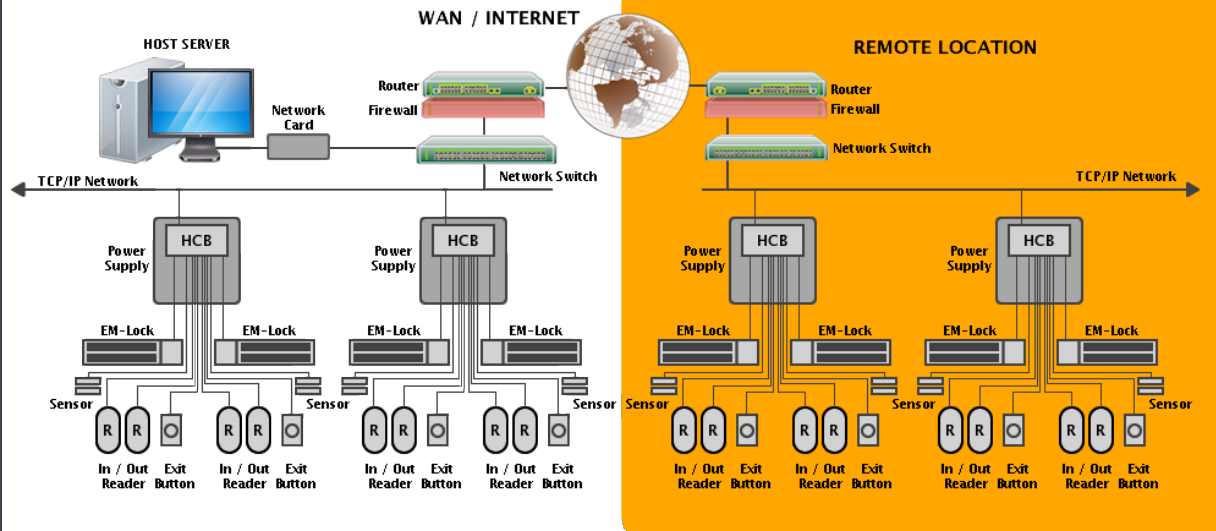 WAN / INTERNET
HOST SERVER
REMOTE LOCATION
Router
Firewall
Network
Card
Network Switch
Router
Firewall
Network Switch
TCP/IP Network
TCP/IP Network
HCB
Power
Supply
HCB
Power
Supply
HCB
Power
Supply
HCB
Power
Supply
EM-Lock
EM-Lock
EM-Lock
EM-Lock
EM-Lock
EM-Lock
EM-Lock
EM-Lock
Sensor
Sensor
Sensor
Sensor
Sensor
Sensor
R R
R R
R R
R R
R R
R R
R R
R R
In / Out
Reader
Exit
Button
In / Out
Reader
Exit
Button
In / Out
Reader
Exit
Button
In / Out
Reader
Exit
Button
In / Out
Reader
Exit
Button
In / Out
Reader
Exit
Button
In / Out
Reader
Exit
Button
In / Out
Reader
Exit
Button